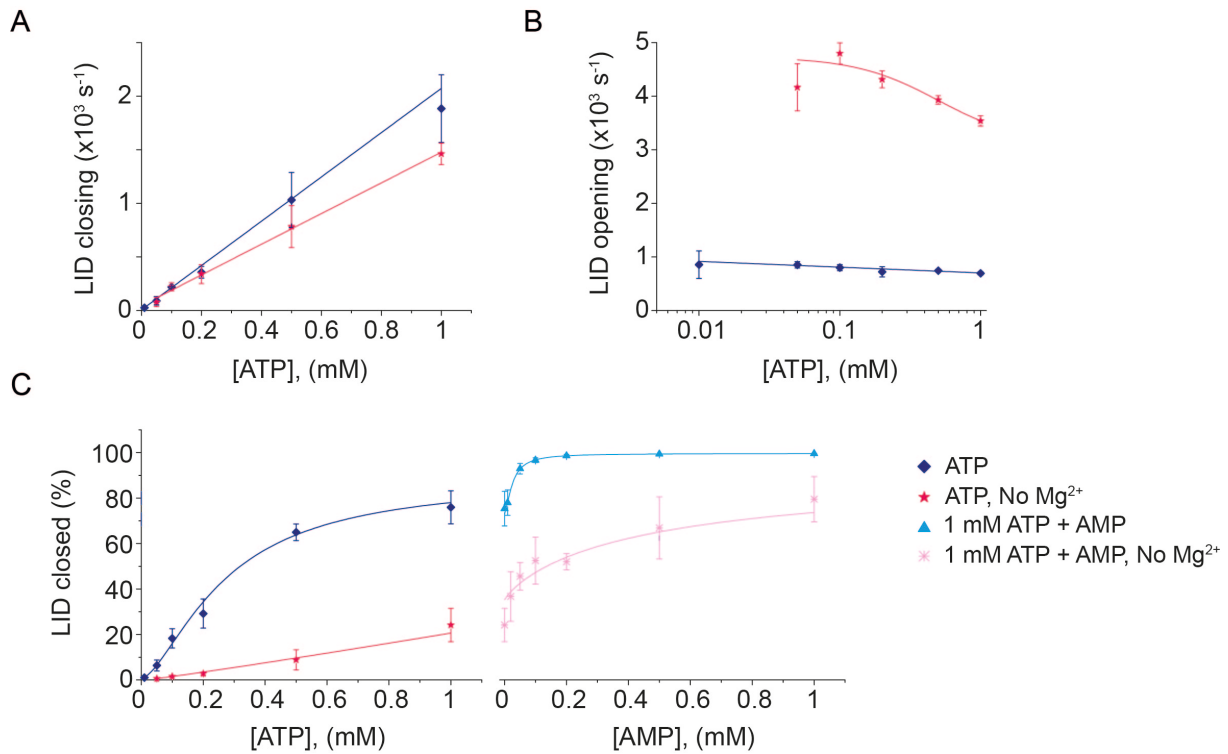 A
B
LID closing (x10³ s⁻¹)
2
1
0
0 0.2 0.4 0.6 0.8 1
[ATP], (mM)
LID opening (x10³ s⁻¹)
5
4
3
2
1
0
0.01 0.1 1
[ATP], (mM)
C
LID closed (%)
100
80
60
40
20
0
0 0.2 0.4 0.6 0.8 1
[ATP], (mM)
0 0.2 0.4 0.6 0.8 1
[AMP], (mM)
ATP
ATP, No Mg²⁺
1 mM ATP + AMP
1 mM ATP + AMP, No Mg²⁺